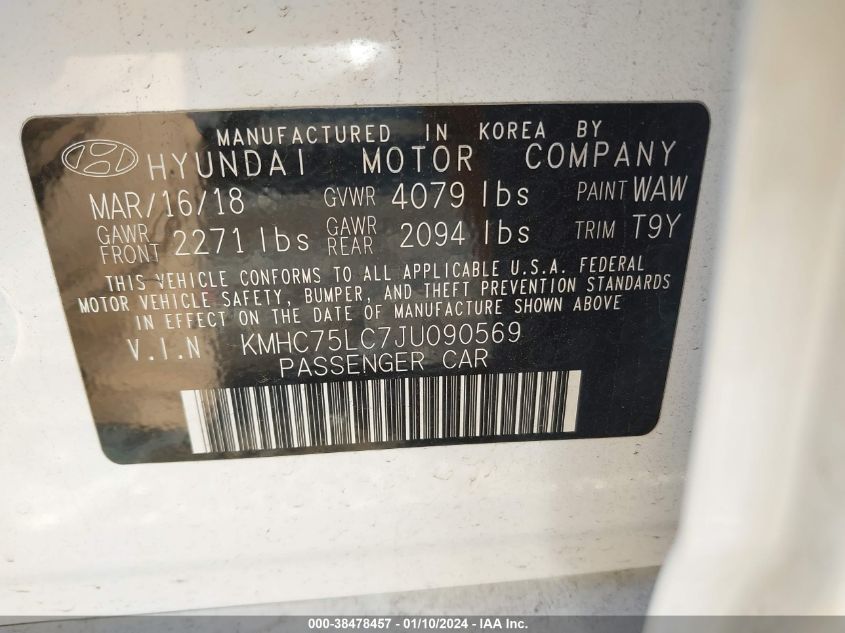 MANUFACTURED IN KOREA BY
HYUNDAI MOTOR COMPANY
MAR/16/18 GVWR 4079 lbs PAINT WAW
GAWR FRONT 2271 lbs GAWR REAR 2094 lbs TRIM T9Y
THIS VEHICLE CONFORMS TO ALL APPLICABLE U.S.A. FEDERAL
MOTOR VEHICLE SAFETY, BUMPER, AND THEFT PREVENTION STANDARDS
IN EFFECT ON THE DATE OF MANUFACTURE SHOWN ABOVE
V.I.N KMHC75LC7JU090569
PASSENGER CAR
000-38478457 - 01/10/2024 - IAA Inc.